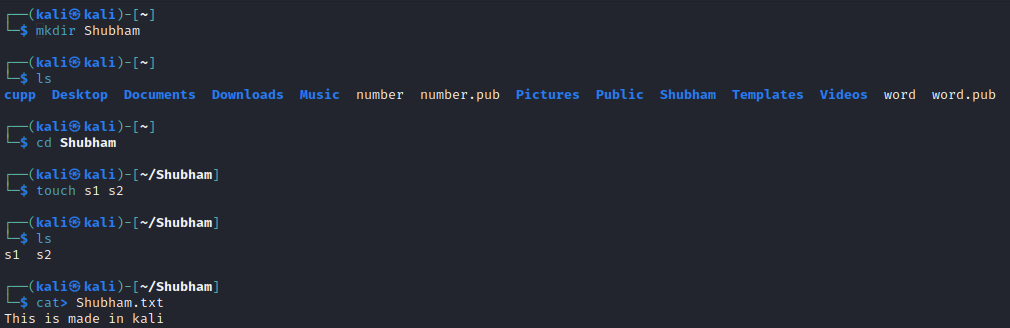 ┌──(kali㉿kali)-[~]
└─$ mkdir Shubham
┌──(kali㉿kali)-[~]
└─$ ls
cupp Desktop Documents Downloads Music number number.pub Pictures Public Shubham Templates Videos word word.pub
┌──(kali㉿kali)-[~]
└─$ cd Shubham
┌──(kali㉿kali)-[~/Shubham]
└─$ touch s1 s2
┌──(kali㉿kali)-[~/Shubham]
└─$ ls
s1 s2
┌──(kali㉿kali)-[~/Shubham]
└─$ cat> Shubham.txt
This is made in kali